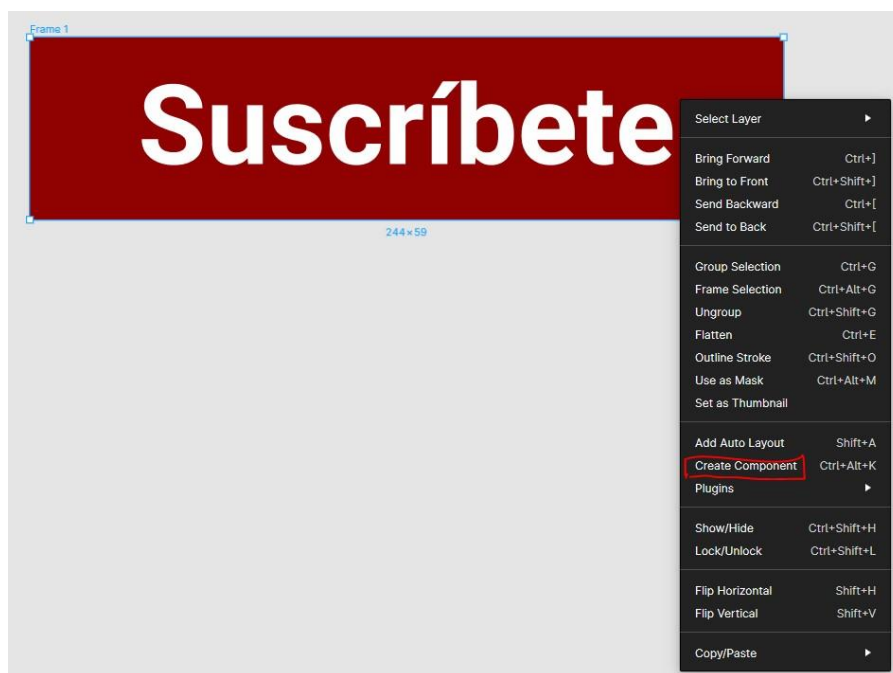 Frame 1
Suscríbete
244×59
Select Layer
Bring Forward Ctrl+]
Bring to Front Ctrl+Shift+]
Send Backward Ctrl+[
Send to Back Ctrl+Shift+[
Group Selection Ctrl+G
Frame Selection Ctrl+Alt+G
Ungroup Ctrl+Shift+G
Flatten Ctrl+E
Outline Stroke Ctrl+Shift+O
Use as Mask Ctrl+Alt+M
Set as Thumbnail
Add Auto Layout Shift+A
Create Component Ctrl+Alt+K
Plugins
Show/Hide Ctrl+Shift+H
Lock/Unlock Ctrl+Shift+L
Flip Horizontal Shift+H
Flip Vertical Shift+V
Copy/Paste